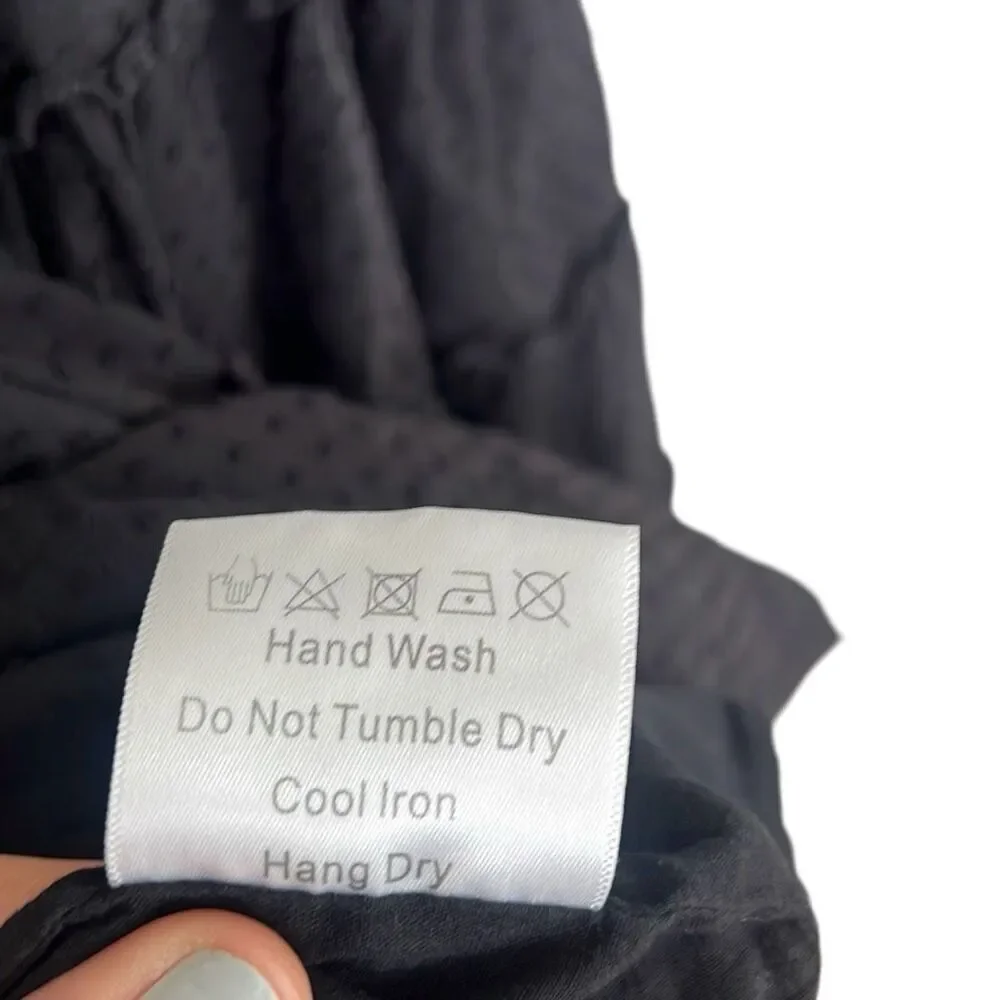 Hand Wash
Do Not Tumble Dry
Cool Iron
Hang Dry